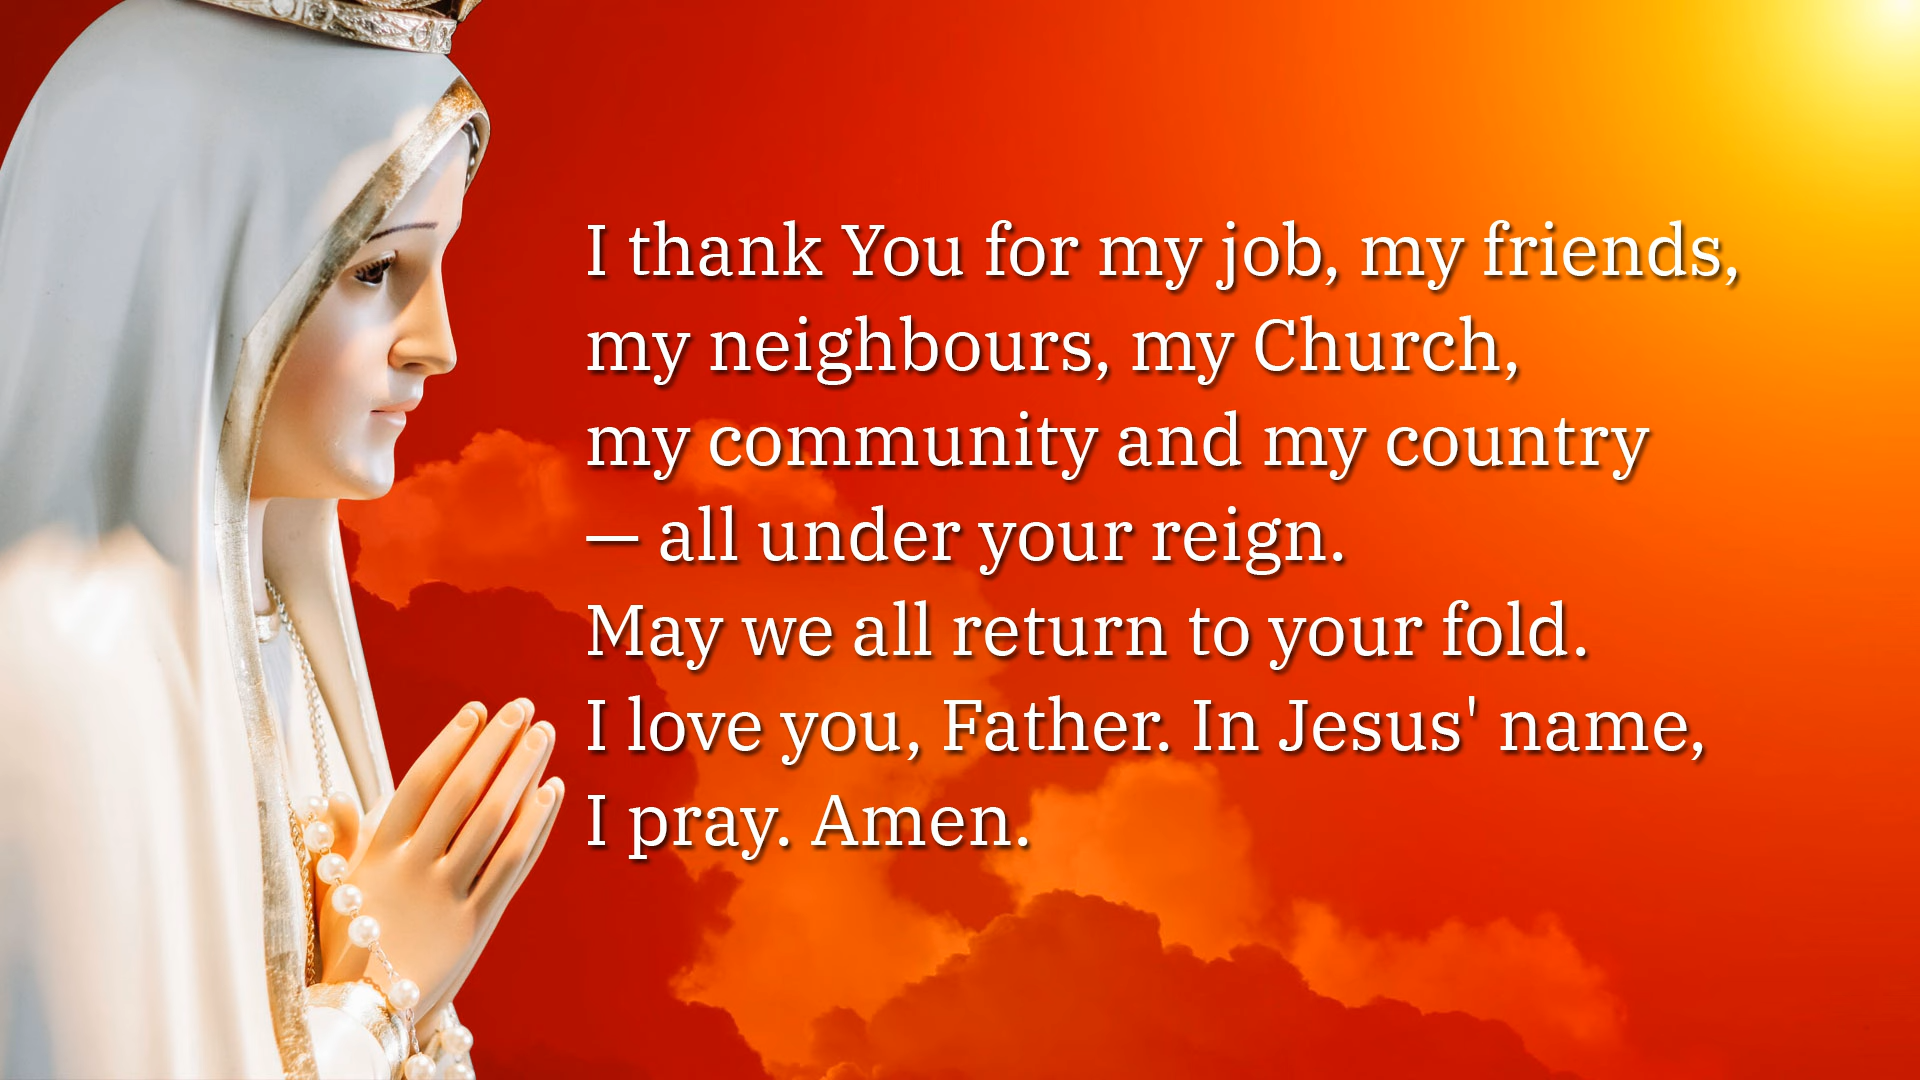 I thank You for my job, my friends,
my neighbours, my Church,
my community and my country
— all under your reign.
May we all return to your fold.
I love you, Father. In Jesus' name,
I pray. Amen.